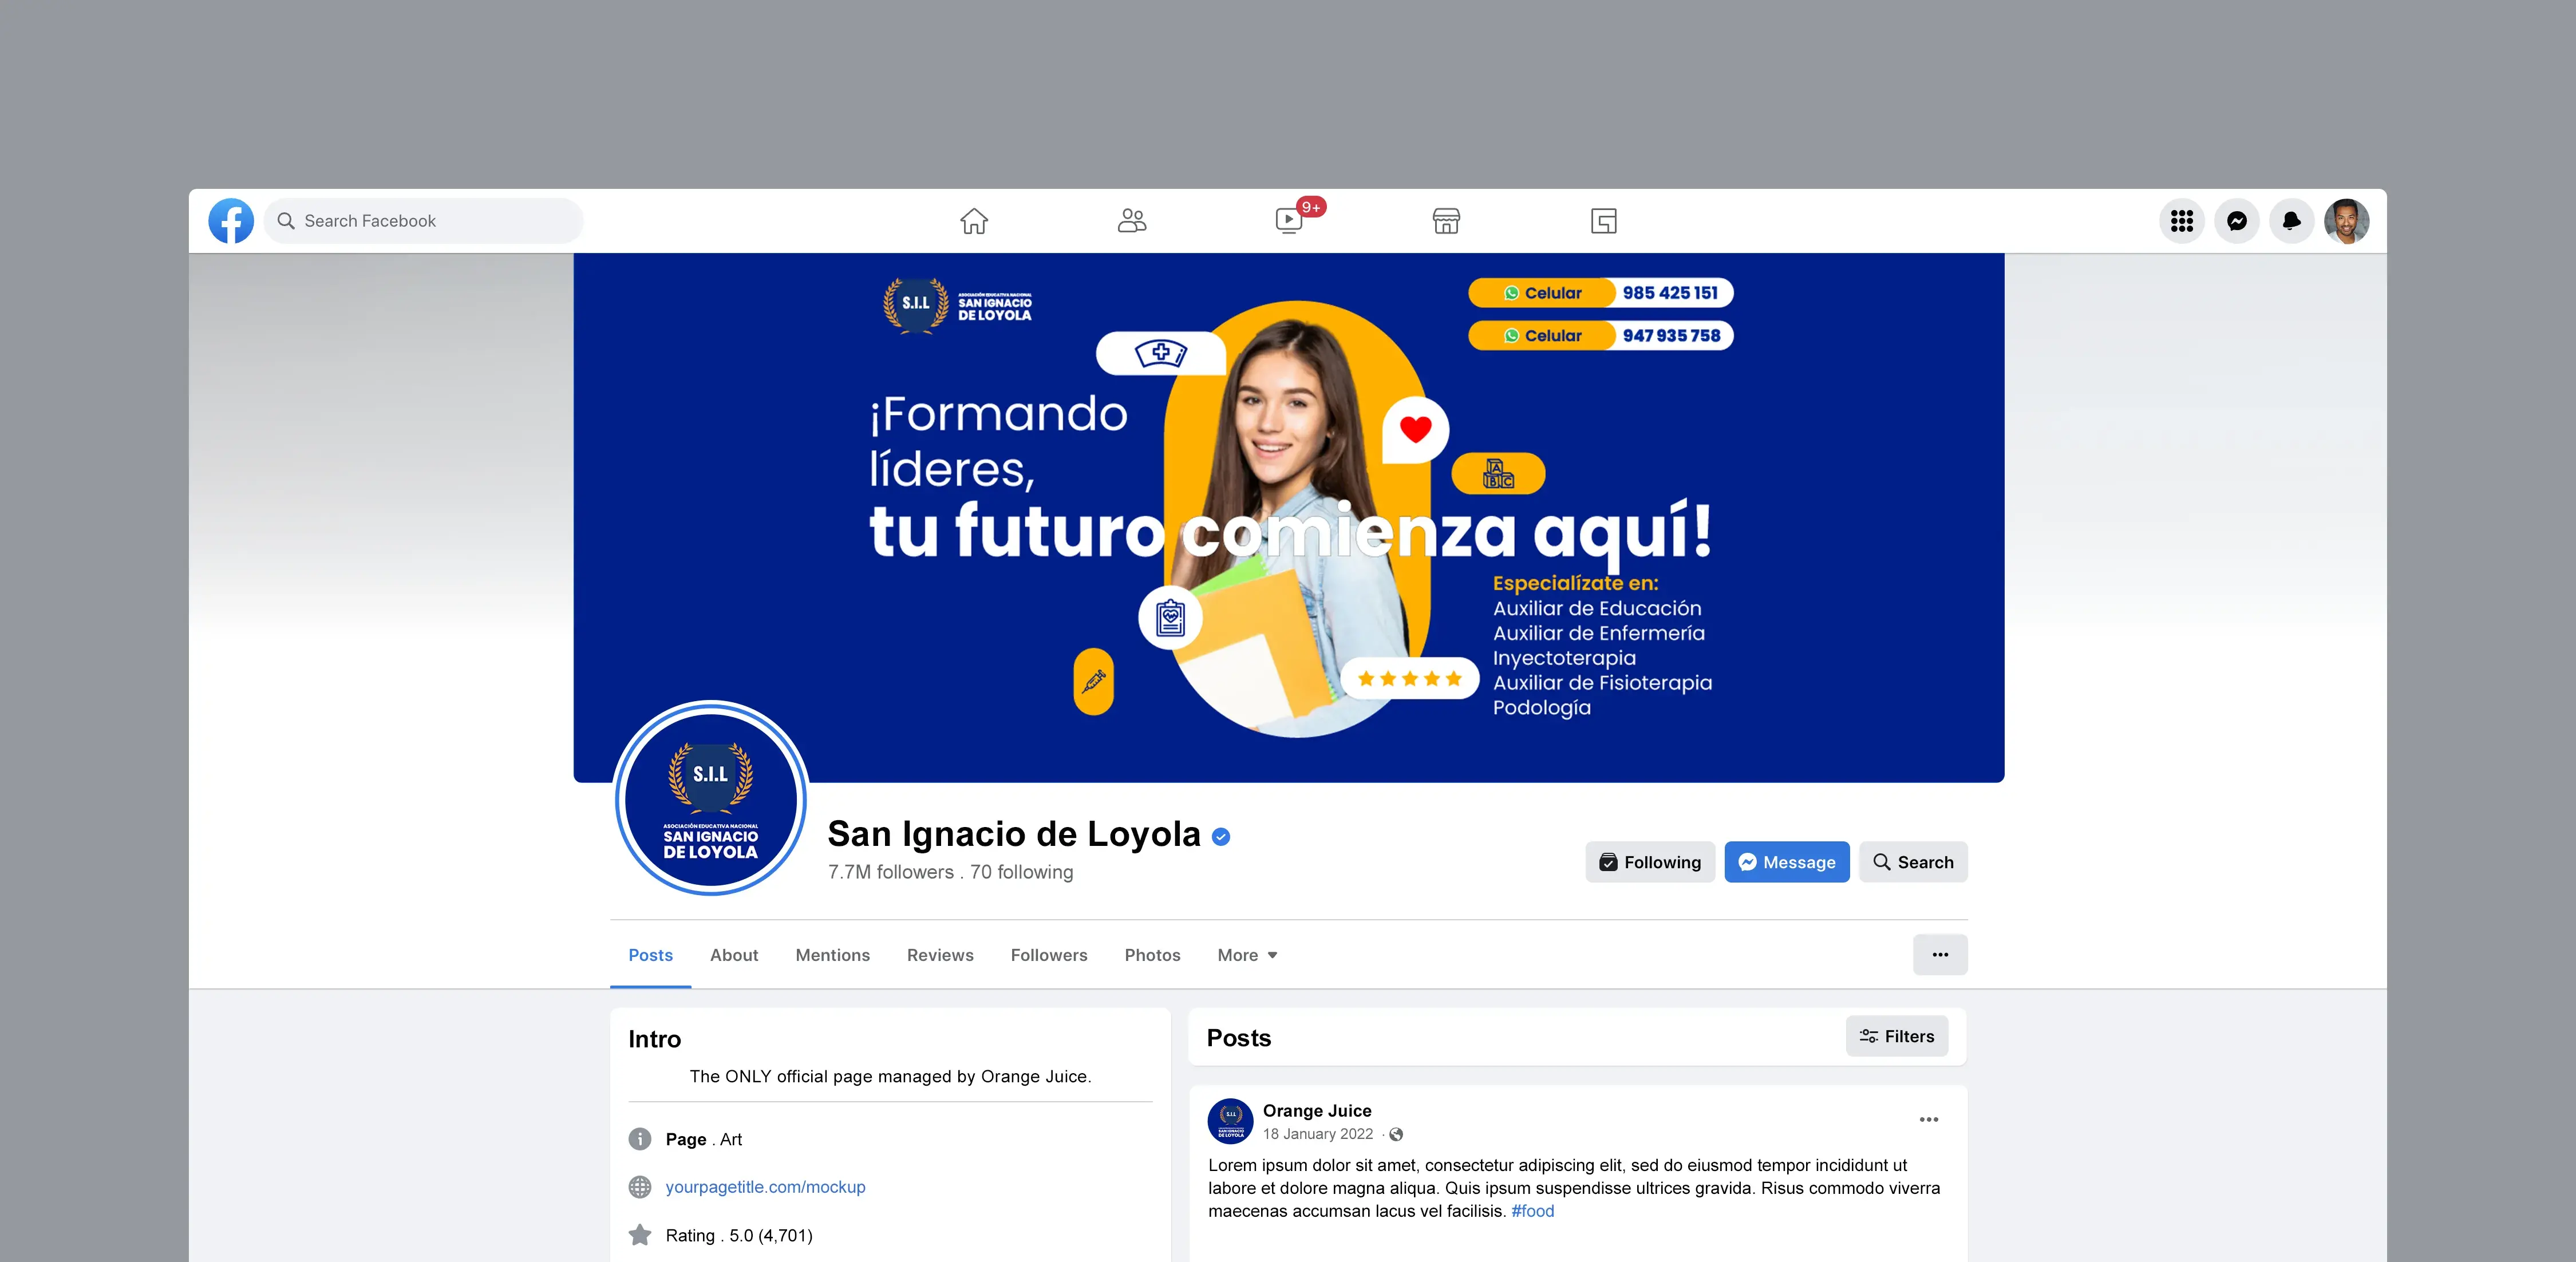 Search Facebook
9+
S.I.L
ASOCIACIÓN EDUCATIVA NACIONAL
SAN IGNACIO
DE LOYOLA
Celular 985 425 151
Celular 947 935 758
¡Formando
líderes,
tu futuro comienza aquí!
A
B C
Especialízate en:
Auxiliar de Educación
Auxiliar de Enfermería
Inyectoterapia
Auxiliar de Fisioterapia
Podología
S.I.L
ASOCIACIÓN EDUCATIVA NACIONAL
SAN IGNACIO
DE LOYOLA
San Ignacio de Loyola
7.7M followers . 70 following
Following
Message
Search
Posts About Mentions Reviews Followers Photos More
Intro
The ONLY official page managed by Orange Juice.
Page . Art
yourpagetitle.com/mockup
Rating . 5.0 (4,701)
Posts
Filters
S.I.L
SAN IGNACIO
DE LOYOLA
Orange Juice
18 January 2022 ·
Lorem ipsum dolor sit amet, consectetur adipiscing elit, sed do eiusmod tempor incididunt ut
labore et dolore magna aliqua. Quis ipsum suspendisse ultrices gravida. Risus commodo viverra
maecenas accumsan lacus vel facilisis. #food